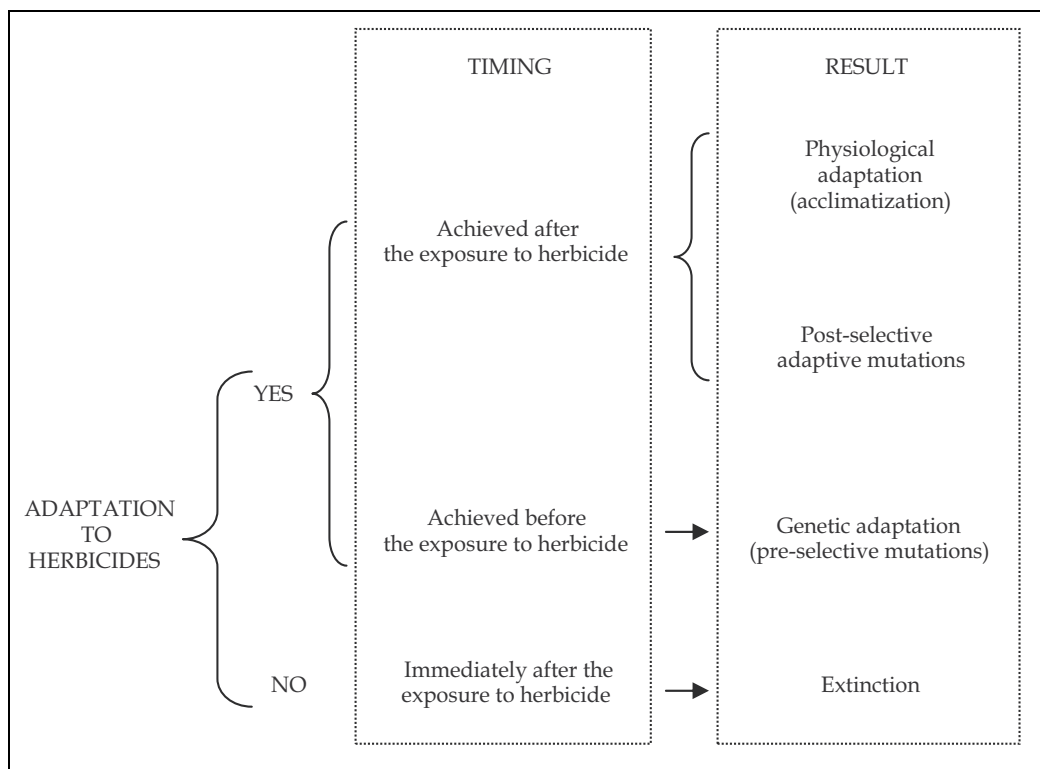 TIMING
RESULT
Physiological
adaptation
(acclimatization)
Achieved after
the exposure to herbicide
Post-selective
adaptive mutations
YES
ADAPTATION
TO
HERBICIDES
Achieved before
the exposure to herbicide
Genetic adaptation
(pre-selective mutations)
NO
Immediately after the
exposure to herbicide
Extinction